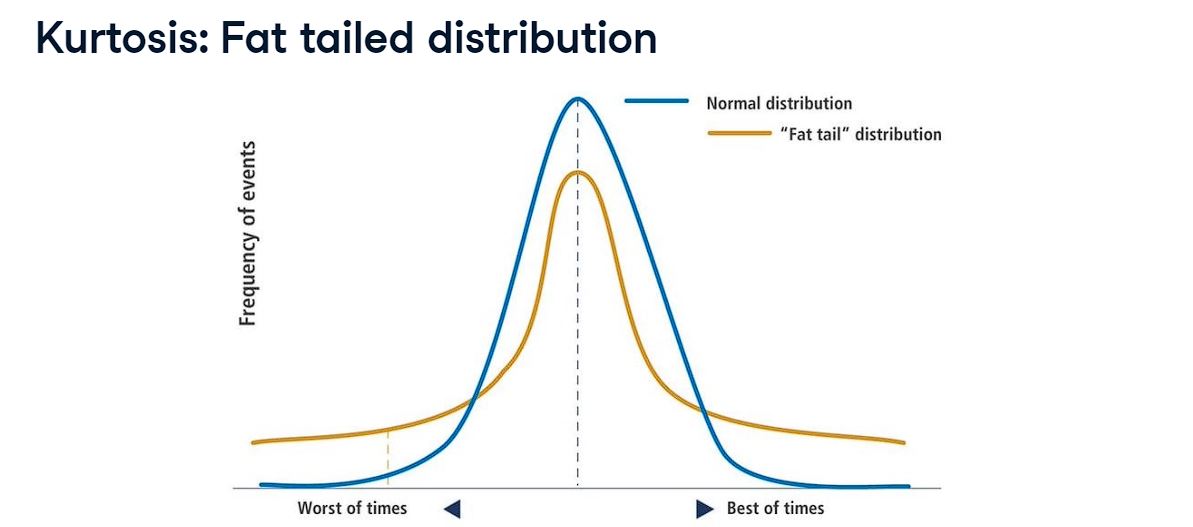 Kurtosis: Fat tailed distribution
Normal distribution
“Fat tail” distribution
Frequency of events
Worst of times
Best of times